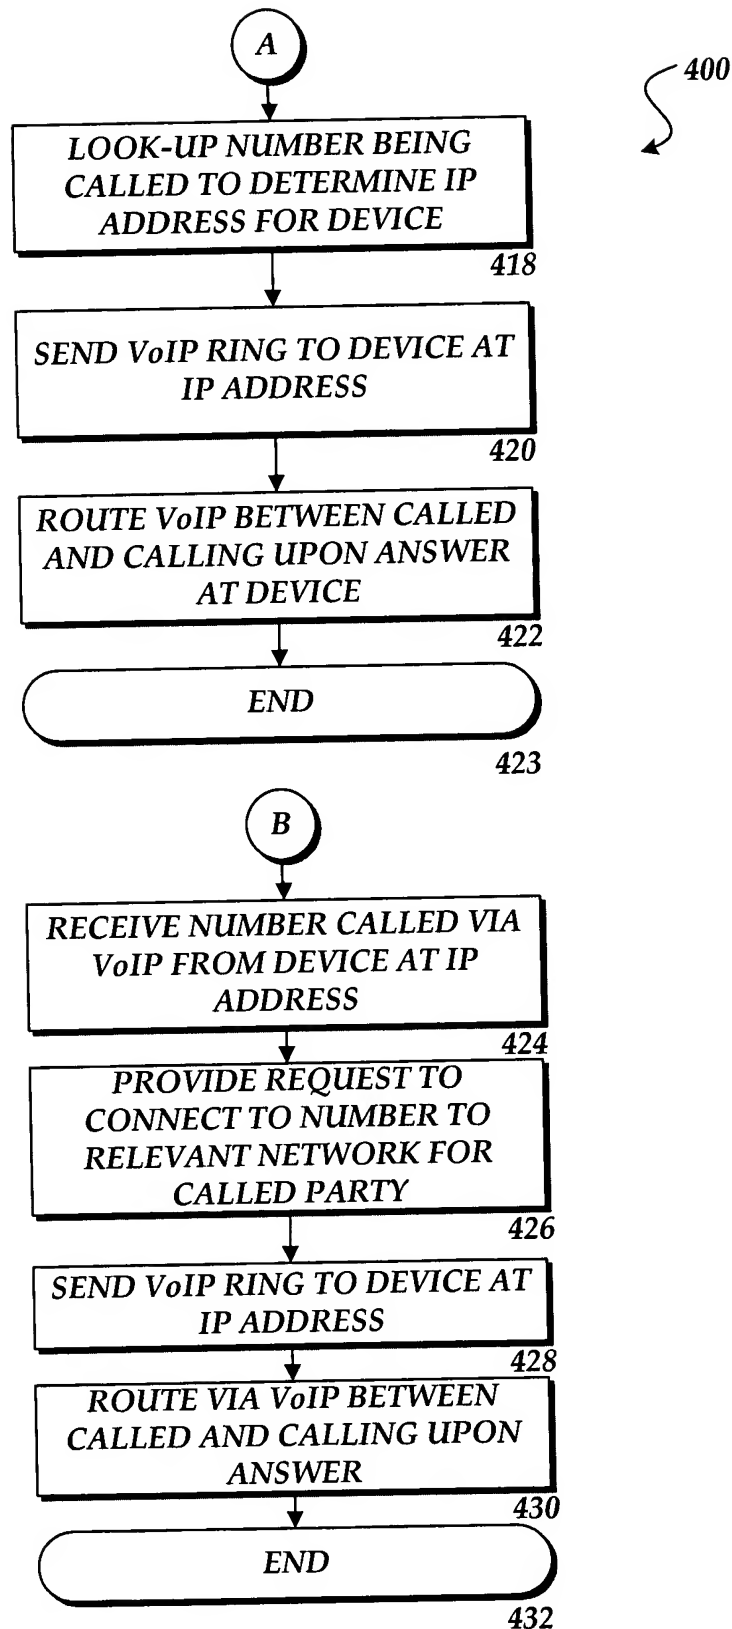 A
400
LOOK-UP NUMBER BEING
CALLED TO DETERMINE IP
ADDRESS FOR DEVICE
418
SEND VoIP RING TO DEVICE AT
IP ADDRESS
420
ROUTE VoIP BETWEEN CALLED
AND CALLING UPON ANSWER
AT DEVICE
422
END
423
B
RECEIVE NUMBER CALLED VIA
VoIP FROM DEVICE AT IP
ADDRESS
424
PROVIDE REQUEST TO
CONNECT TO NUMBER TO
RELEVANT NETWORK FOR
CALLED PARTY
426
SEND VoIP RING TO DEVICE AT
IP ADDRESS
428
ROUTE VIA VoIP BETWEEN
CALLED AND CALLING UPON
ANSWER
430
END
432